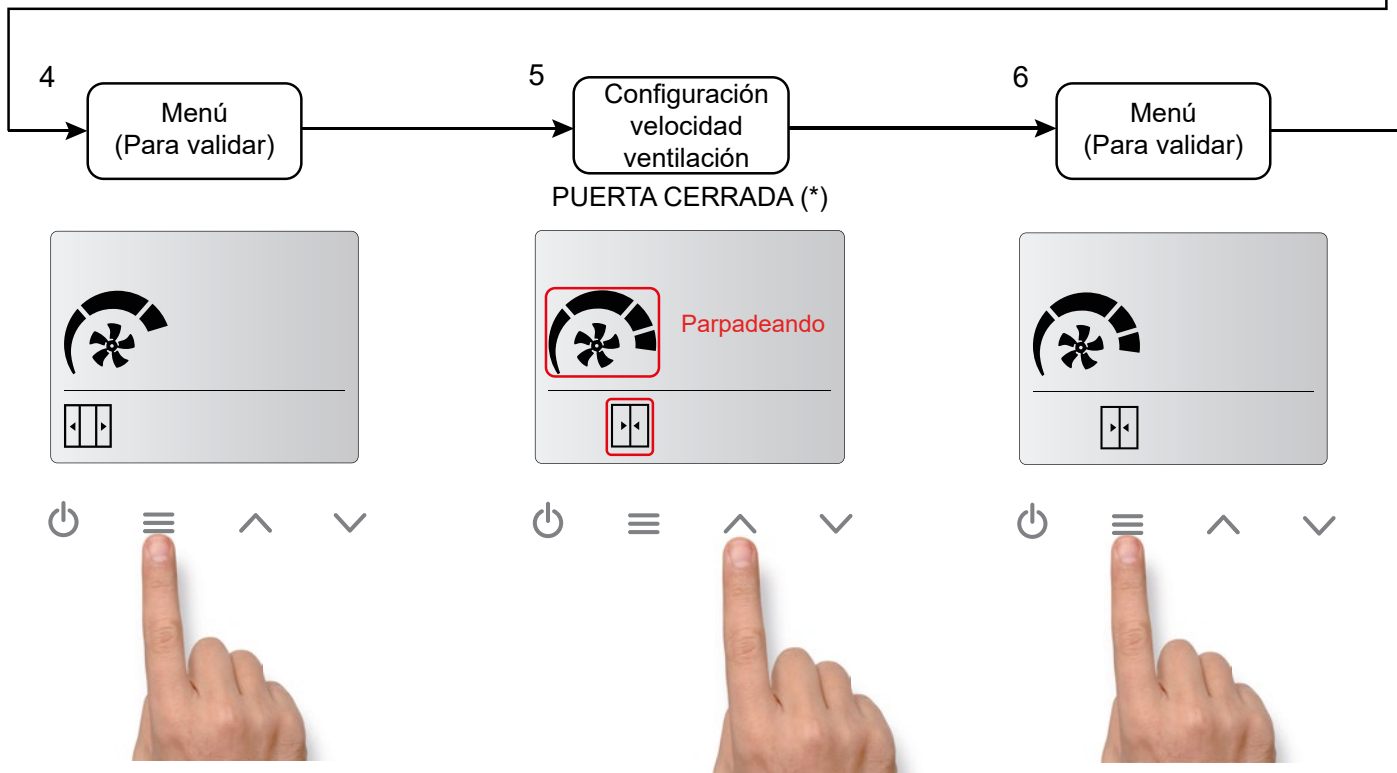 4
Menú
(Para validar)
5
Configuración
velocidad
ventilación
PUERTA CERRADA (*)
6
Menú
(Para validar)
Parpadeando